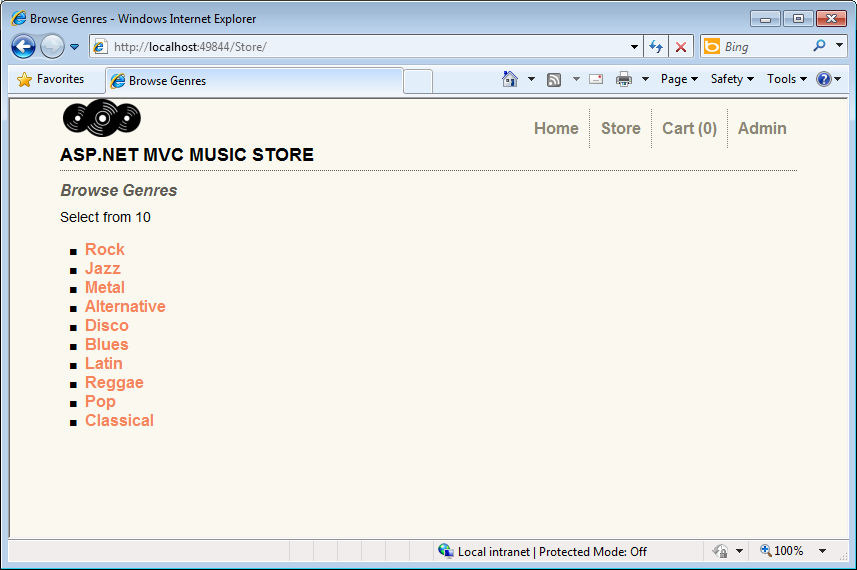 Browse Genres - Windows Internet Explorer
http://localhost:49844/Store/
Bing
Favorites
Browse Genres
Page
Safety
Tools
Home
Store
Cart (0)
Admin
ASP.NET MVC MUSIC STORE
Browse Genres
Select from 10
Rock
Jazz
Metal
Alternative
Disco
Blues
Latin
Reggae
Pop
Classical
Local intranet | Protected Mode: Off
100%